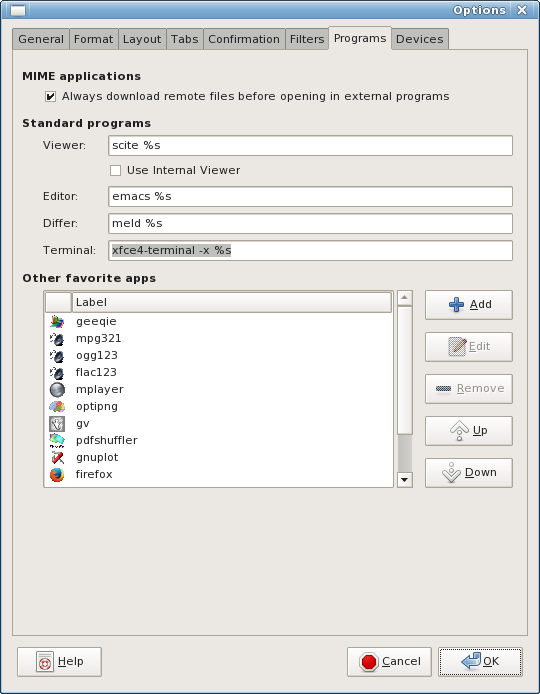 Options
General Format Layout Tabs Confirmation Filters Programs Devices
MIME applications
Always download remote files before opening in external programs
Standard programs
Viewer: scite %s
Use Internal Viewer
Editor: emacs %s
Differ: meld %s
Terminal: xfce4-terminal -x %s
Other favorite apps
Label
geeqie
mpg321
ogg123
flac123
mplayer
optipng
gv
pdfshuffler
gnuplot
firefox
Add
Edit
Remove
Up
Down
Help Cancel OK